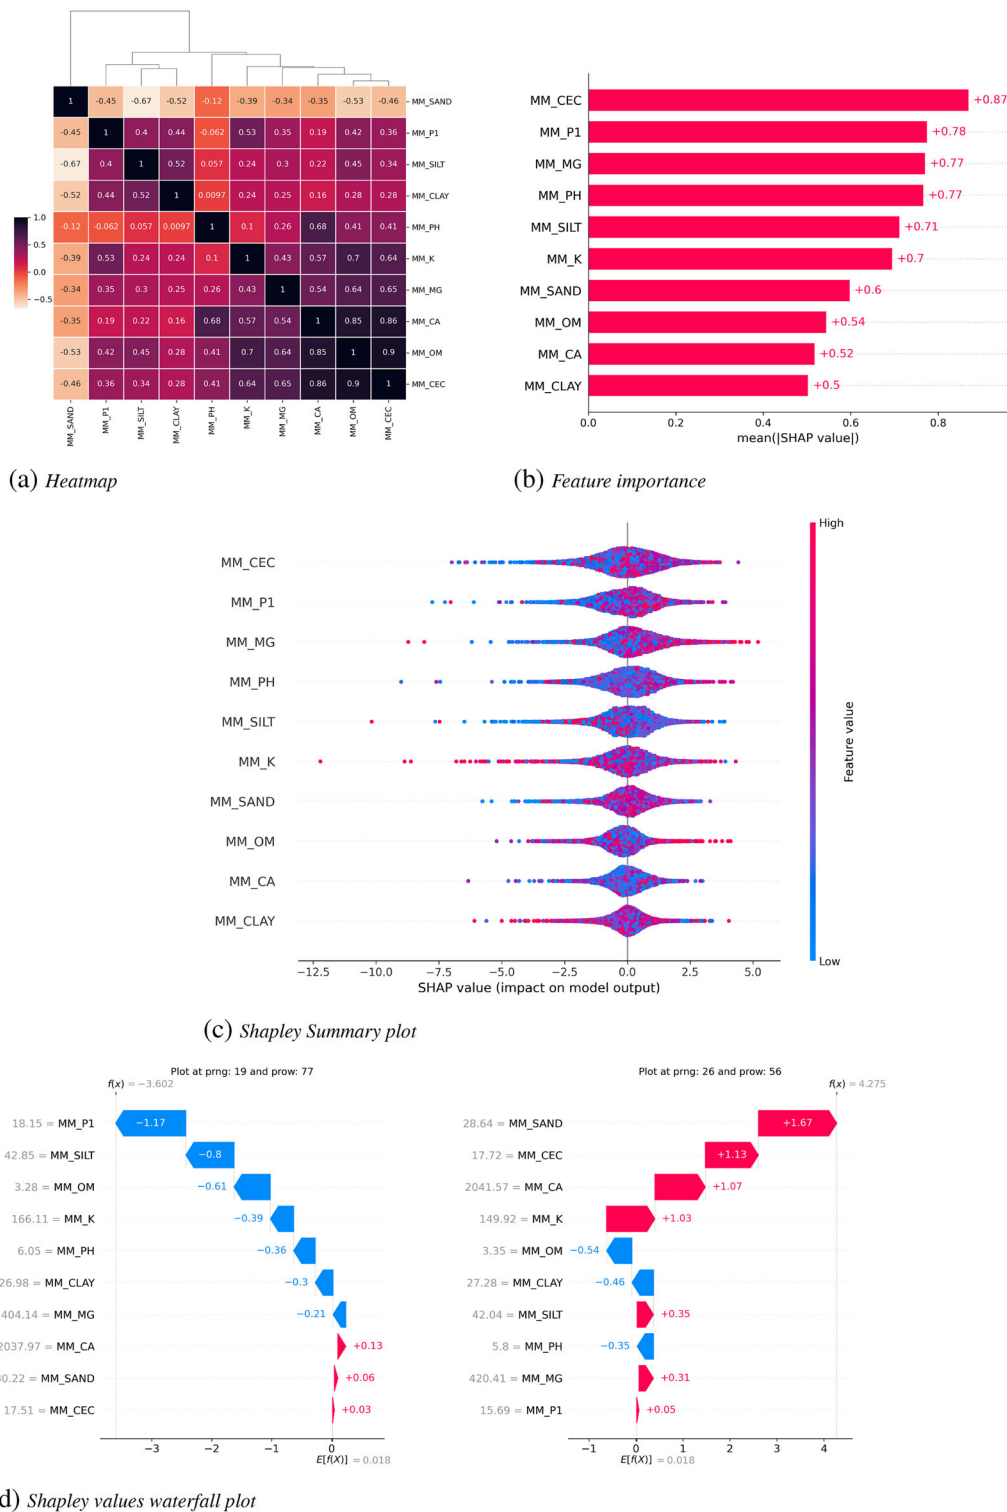 1 -0.45 -0.67 -0.52 -0.12 -0.39 -0.34 -0.35 -0.53 -0.46 MM_SAND
-0.45 1 0.4 0.44 -0.062 0.53 0.35 0.19 0.42 0.36 MM_P1
-0.67 0.4 1 0.52 0.057 0.24 0.3 0.22 0.45 0.34 MM_SILT
-0.52 0.44 0.52 1 0.0097 0.24 0.25 0.16 0.28 0.28 MM_CLAY
-0.12 -0.062 0.057 0.0097 1 0.1 0.26 0.68 0.41 0.41 MM_PH
-0.39 0.53 0.24 0.24 0.1 1 0.43 0.57 0.7 0.64 MM_K
-0.34 0.35 0.3 0.25 0.26 0.43 1 0.54 0.64 0.65 MM_MG
-0.35 0.19 0.22 0.16 0.68 0.57 0.54 1 0.85 0.86 MM_CA
-0.53 0.42 0.45 0.28 0.41 0.7 0.64 0.85 1 0.9 MM_OM
-0.46 0.36 0.34 0.28 0.41 0.64 0.65 0.86 0.9 1 MM_CEC
MM_SAND MM_P1 MM_SILT MM_CLAY MM_PH MM_K MM_MG MM_CA MM_OM MM_CEC
1.0
0.5
0.0
−0.5
(a) Heatmap
MM_CEC +0.87
MM_P1 +0.78
MM_MG +0.77
MM_PH +0.77
MM_SILT +0.71
MM_K +0.7
MM_SAND +0.6
MM_OM +0.54
MM_CA +0.52
MM_CLAY +0.5
0.0 0.2 0.4 0.6 0.8
mean(|SHAP value|)
(b) Feature importance
MM_CEC
MM_P1
MM_MG
MM_PH
MM_SILT
MM_K
MM_SAND
MM_OM
MM_CA
MM_CLAY
−12.5 −10.0 −7.5 −5.0 −2.5 0.0 2.5 5.0
SHAP value (impact on model output)
High
Feature value
Low
(c) Shapley Summary plot
Plot at prng: 19 and prow: 77
f(x) = −3.602
18.15 = MM_P1 −1.17
42.85 = MM_SILT −0.8
3.28 = MM_OM −0.61
166.11 = MM_K −0.39
6.05 = MM_PH −0.36
26.98 = MM_CLAY −0.3
404.14 = MM_MG −0.21
2037.97 = MM_CA +0.13
30.22 = MM_SAND +0.06
17.51 = MM_CEC +0.03
−3 −2 −1 0
E[f(X)] = 0.018
Plot at prng: 26 and prow: 56
f(x) = 4.275
28.64 = MM_SAND +1.67
17.72 = MM_CEC +1.13
2041.57 = MM_CA +1.07
149.92 = MM_K +1.03
3.35 = MM_OM −0.54
27.28 = MM_CLAY −0.46
42.04 = MM_SILT +0.35
5.8 = MM_PH −0.35
420.41 = MM_MG +0.31
15.69 = MM_P1 +0.05
−1 0 1 2 3 4
E[f(X)] = 0.018
d) Shapley values waterfall plot